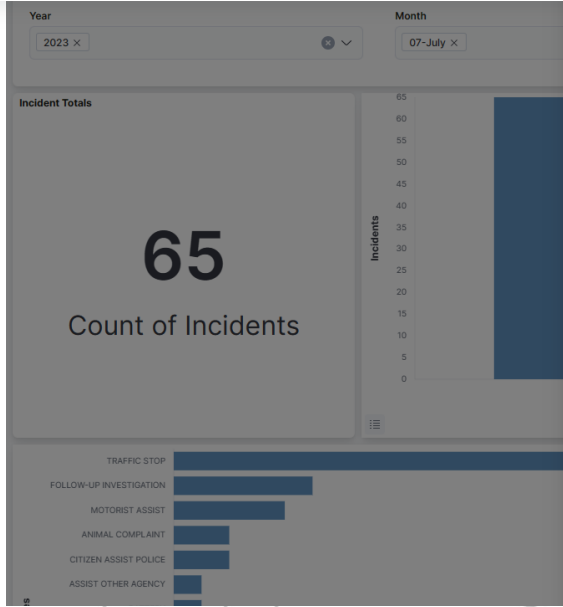 Year
Month
2023 ×
07-July ×
Incident Totals
65
Count of Incidents
65
60
55
50
45
40
35
30
25
20
15
10
5
0
Incidents
TRAFFIC STOP
FOLLOW-UP INVESTIGATION
MOTORIST ASSIST
ANIMAL COMPLAINT
CITIZEN ASSIST POLICE
ASSIST OTHER AGENCY